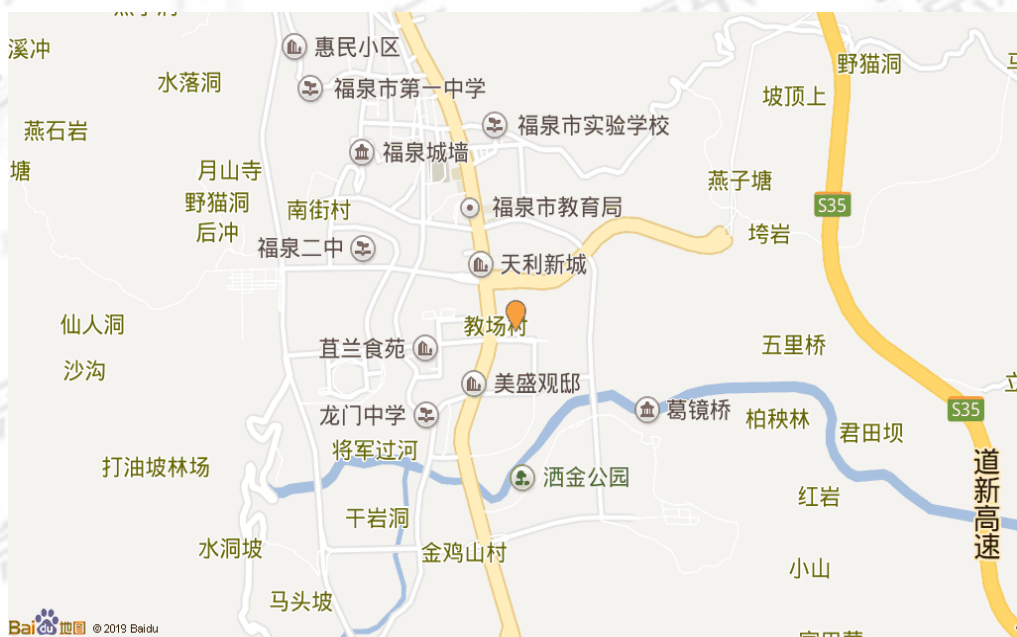 溪冲
惠民小区
野猫洞
水落洞
福泉市第一中学
坡顶上
燕石岩
福泉市实验学校
福泉城墙
塘
月山寺
燕子塘
野猫洞
南街村
福泉市教育局
S35
后冲
垮岩
福泉二中
天利新城
仙人洞
教场村
苴兰食苑
五里桥
沙沟
美盛观邸
龙门中学
葛镜桥
柏秧林
S35
君田坝
将军过河
打油坡林场
洒金公园
道新高速
红岩
干岩洞
水洞坡
金鸡山村
小山
马头坡
Bai du 地图 © 2019 Baidu